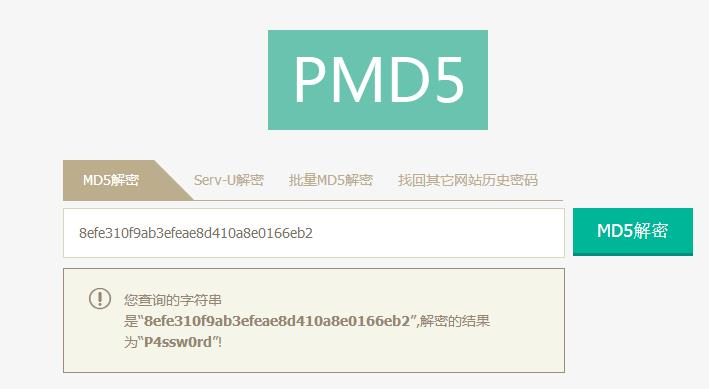 PMD5
MD5解密 Serv-U解密 批量MD5解密 找回其它网站历史密码
8efe310f9ab3efeae8d410a8e0166eb2 MD5解密
您查询的字符串
是“8efe310f9ab3efeae8d410a8e0166eb2”,解密的结果
为“P4ssw0rd”!